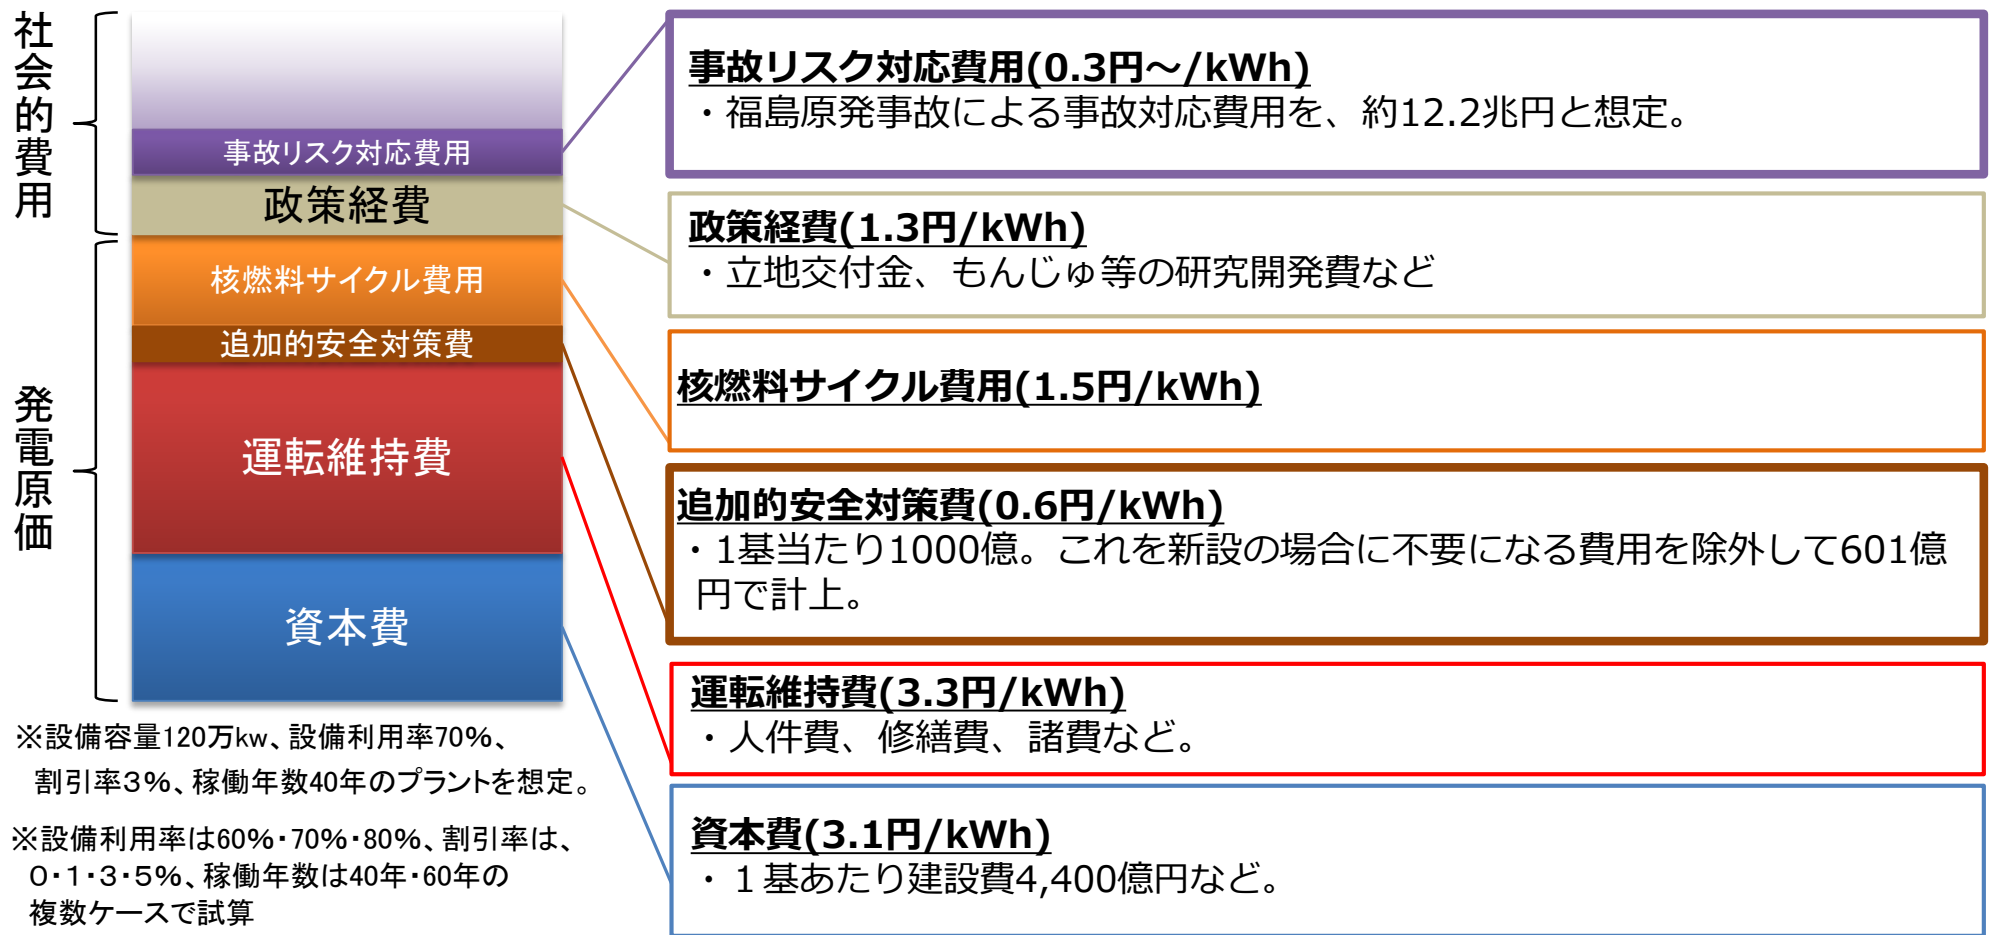 社会的費用
発電原価
事故リスク対応費用
政策経費
核燃料サイクル費用
追加的安全対策費
運転維持費
資本費
※設備容量120万kw、設備利用率70%、
割引率3%、稼働年数40年のプラントを想定。
※設備利用率は60%・70%・80%、割引率は、
0・1・3・5%、稼働年数は40年・60年の
複数ケースで試算
事故リスク対応費用(0.3円～/kWh)
・福島原発事故による事故対応費用を、約12.2兆円と想定。
政策経費(1.3円/kWh)
・立地交付金、もんじゅ等の研究開発費など
核燃料サイクル費用(1.5円/kWh)
追加的安全対策費(0.6円/kWh)
・1基当たり1000億。これを新設の場合に不要になる費用を除外して601億
円で計上。
運転維持費(3.3円/kWh)
・人件費、修繕費、諸費など。
資本費(3.1円/kWh)
・１基あたり建設費4,400億円など。